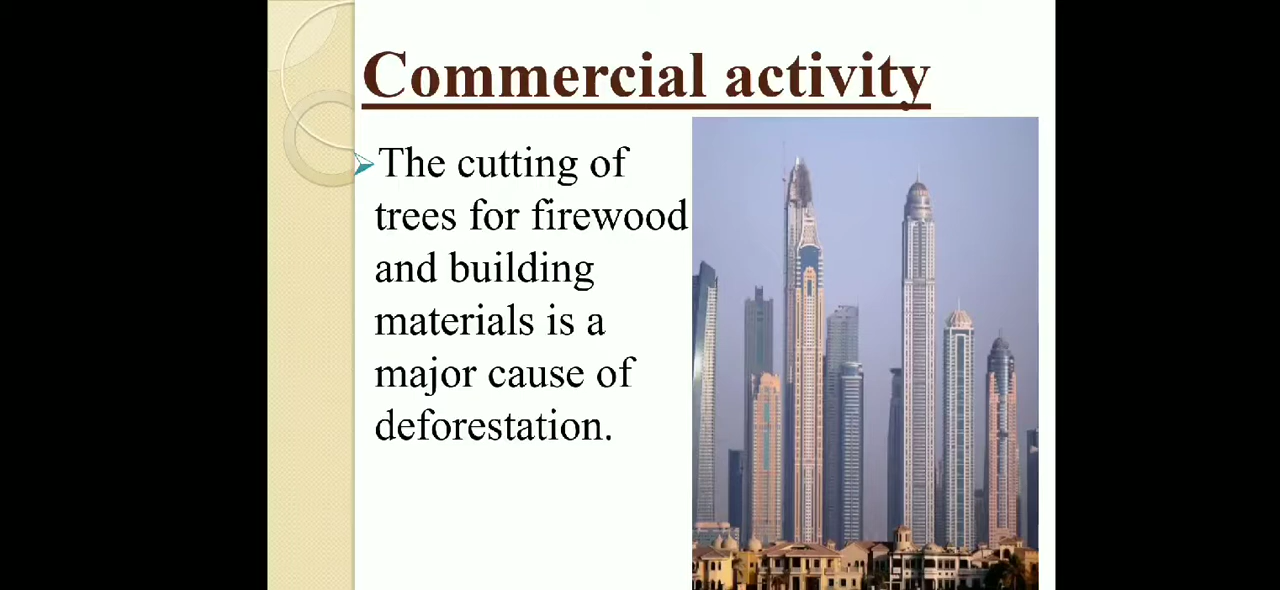 Commercial activity
The cutting of
trees for firewood
and building
materials is a
major cause of
deforestation.